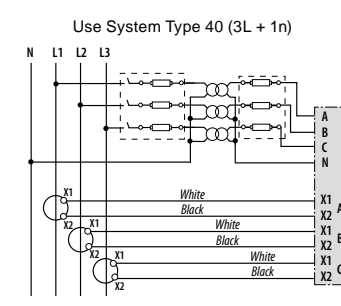 Use System Type 40 (3L + 1n)
N L1 L2 L3
A
B
C
N
X1 White X1
A
X2 Black X2
X1 White X1
B
X2 Black X2
X1 White X1
C
X2 Black X2